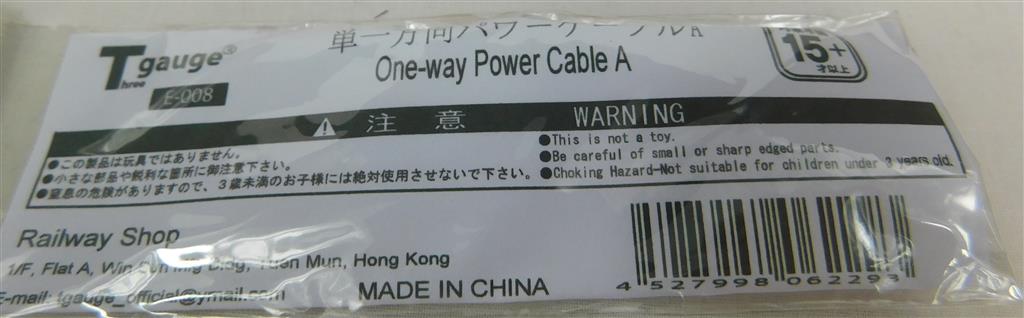 単一方向パワーケーブルA
One-way Power Cable A
T gauge®
hree
E-008
15+
才以上
注 意 WARNING
●この製品は玩具ではありません。
●小さな部品や鋭利な箇所に御注意下さい。
●窒息の危険がありますので、3歳未満のお子様には絶対使用させないで下さい。
●This is not a toy.
●Be careful of small or sharp edged parts.
●Choking Hazard-Not suitable for children under 3 years old.
Railway Shop
1/F, Flat A, Win Bldg, Tuen Mun, Hong Kong
E-mail: tgauge_official@ymail.com
MADE IN CHINA
4 527998 062293